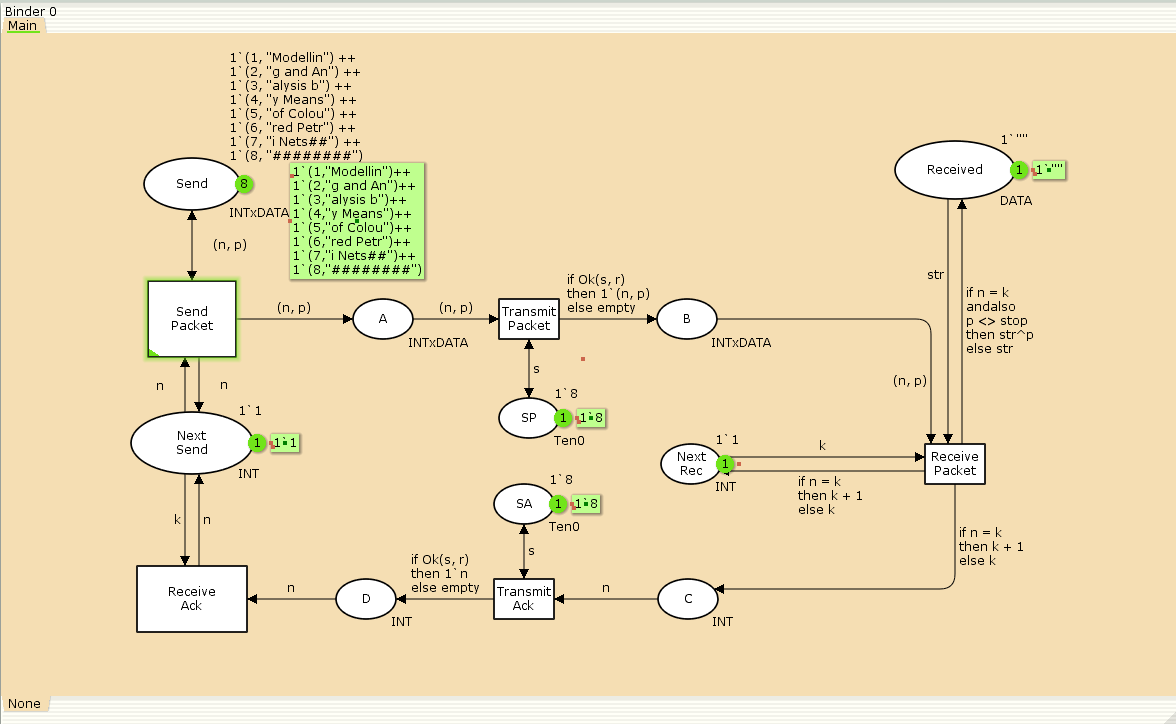 Binder 0
Main
1`(1, "Modellin") ++
1`(2, "g and An") ++
1`(3, "alysis b") ++
1`(4, "y Means") ++
1`(5, "of Colou") ++
1`(6, "red Petr") ++
1`(7, "i Nets##") ++
1`(8, "########")
Send
8
INTxDATA
1`(1,"Modellin")++
1`(2,"g and An")++
1`(3,"alysis b")++
1`(4,"y Means")++
1`(5,"of Colou")++
1`(6,"red Petr")++
1`(7,"i Nets##")++
1`(8,"########")
(n, p)
Send
Packet
(n, p)
A
INTxDATA
(n, p)
Transmit
Packet
if Ok(s, r)
then 1`(n, p)
else empty
B
INTxDATA
(n, p)
1`""
Received
1
1`""
DATA
str
if n = k
andalso
p <> stop
then str^p
else str
n
n
1`1
Next
Send
1
1`1
INT
s
1`8
SP
1
1`8
Ten0
1`1
Next
Rec
1
INT
k
if n = k
then k + 1
else k
Receive
Packet
1`8
SA
1
1`8
Ten0
s
k
n
if n = k
then k + 1
else k
Receive
Ack
n
D
INT
if Ok(s, r)
then 1`n
else empty
Transmit
Ack
n
C
INT
None